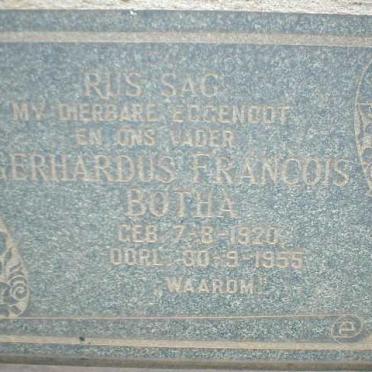 RUS SAG
MY DIERBARE EGGENOOT
EN ONS VADER
GERHARDUS FRANCOIS
BOTHA
GEB. 7-8-1920.
OORL. 30-9-1955
„WAAROM"
e